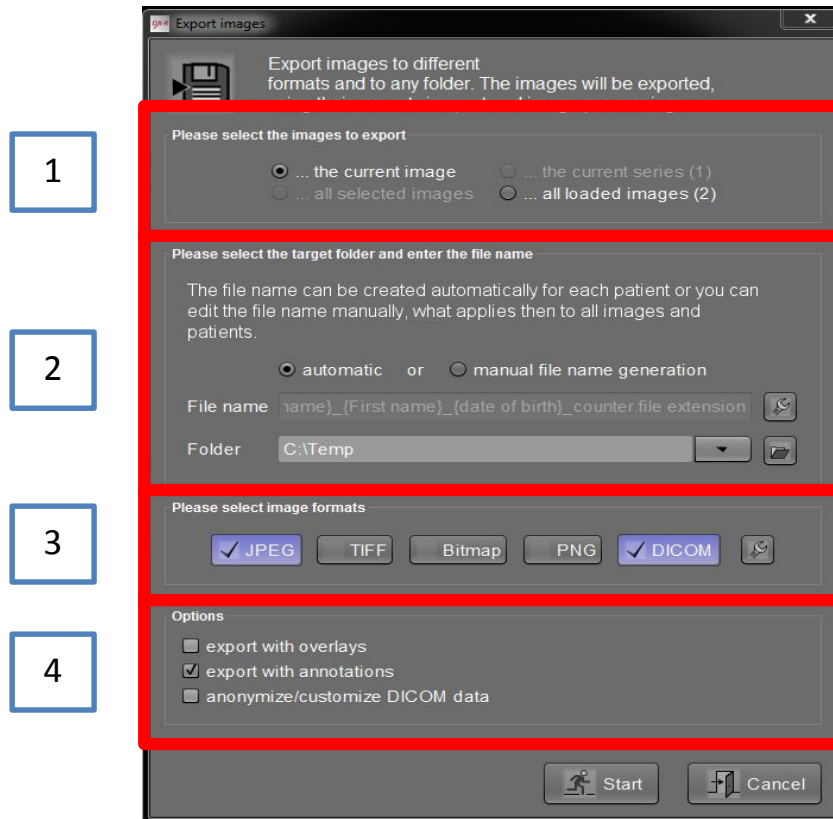 DX-R Export images x
Export images to different
formats and to any folder. The images will be exported,
1
Please select the images to export
... the current image ... the current series (1)
... all selected images ... all loaded images (2)
2
Please select the target folder and enter the file name
The file name can be created automatically for each patient or you can
edit the file name manually, what applies then to all images and
patients.
automatic or manual file name generation
File name name}_{First name}_{date of birth}_counter.file extension
Folder C:\Temp
3
Please select image formats
JPEG TIFF Bitmap PNG DICOM
4
Options
export with overlays
export with annotations
anonymize/customize DICOM data
Start Cancel